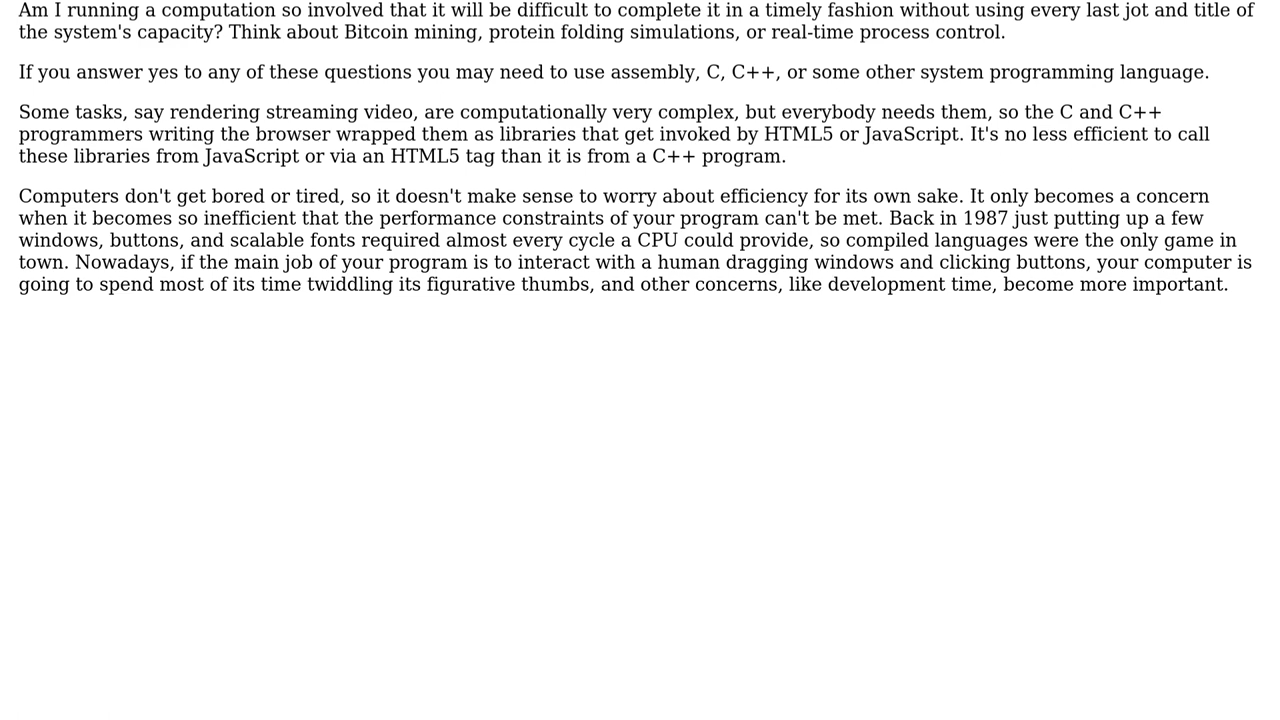 Am I running a computation so involved that it will be difficult to complete it in a timely fashion without using every last jot and title of
the system's capacity? Think about Bitcoin mining, protein folding simulations, or real-time process control.
If you answer yes to any of these questions you may need to use assembly, C, C++, or some other system programming language.
Some tasks, say rendering streaming video, are computationally very complex, but everybody needs them, so the C and C++
programmers writing the browser wrapped them as libraries that get invoked by HTML5 or JavaScript. It's no less efficient to call
these libraries from JavaScript or via an HTML5 tag than it is from a C++ program.
Computers don't get bored or tired, so it doesn't make sense to worry about efficiency for its own sake. It only becomes a concern
when it becomes so inefficient that the performance constraints of your program can't be met. Back in 1987 just putting up a few
windows, buttons, and scalable fonts required almost every cycle a CPU could provide, so compiled languages were the only game in
town. Nowadays, if the main job of your program is to interact with a human dragging windows and clicking buttons, your computer is
going to spend most of its time twiddling its figurative thumbs, and other concerns, like development time, become more important.